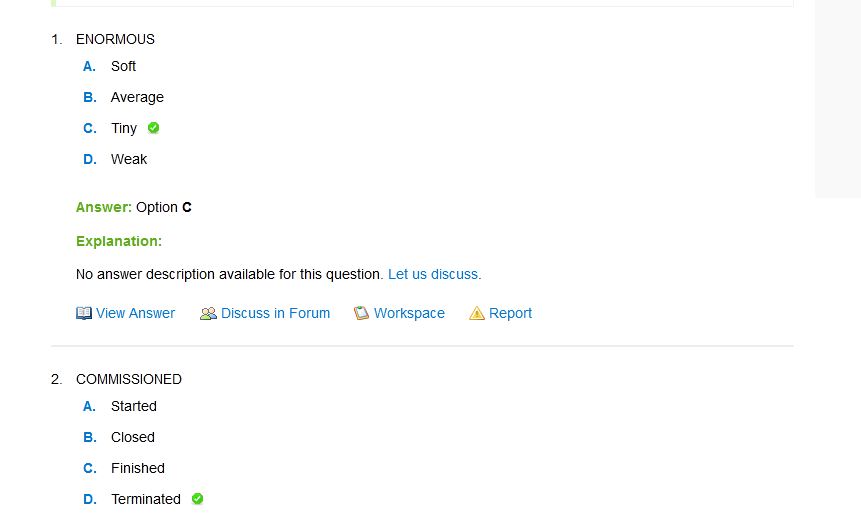 1. ENORMOUS
A. Soft
B. Average
C. Tiny
D. Weak
Answer: Option C
Explanation:
No answer description available for this question. Let us discuss.
View Answer Discuss in Forum Workspace Report
2. COMMISSIONED
A. Started
B. Closed
C. Finished
D. Terminated